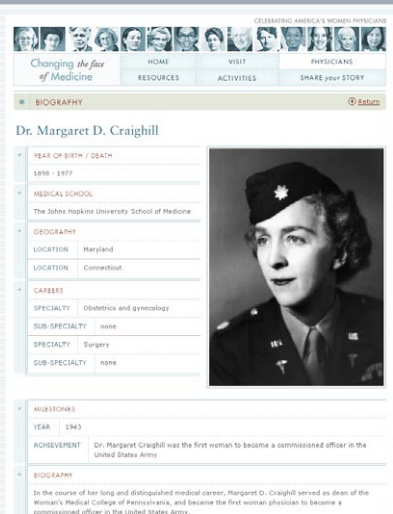 CELEBRATING AMERICA'S WOMEN PHYSICIANS
Changing the face
of Medicine
HOME
VISIT
PHYSICIANS
RESOURCES
ACTIVITIES
SHARE your STORY
BIOGRAPHY
Return
Dr. Margaret D. Craighill
YEAR OF BIRTH / DEATH
1898 - 1977
MEDICAL SCHOOL
The Johns Hopkins University School of Medicine
GEOGRAPHY
LOCATION Maryland
LOCATION Connecticut
CAREERS
SPECIALTY Obstetrics and gynecology
SUB-SPECIALTY none
SPECIALTY Surgery
SUB-SPECIALTY none
MILESTONES
YEAR 1943
ACHIEVEMENT Dr. Margaret Craighill was the first woman to become a commissioned officer in the
United States Army
BIOGRAPHY
In the course of her long and distinguished medical career, Margaret D. Craighill served as dean of the
Woman's Medical College of Pennsylvania, and became the first woman physician to become a
commissioned officer in the United States Army.